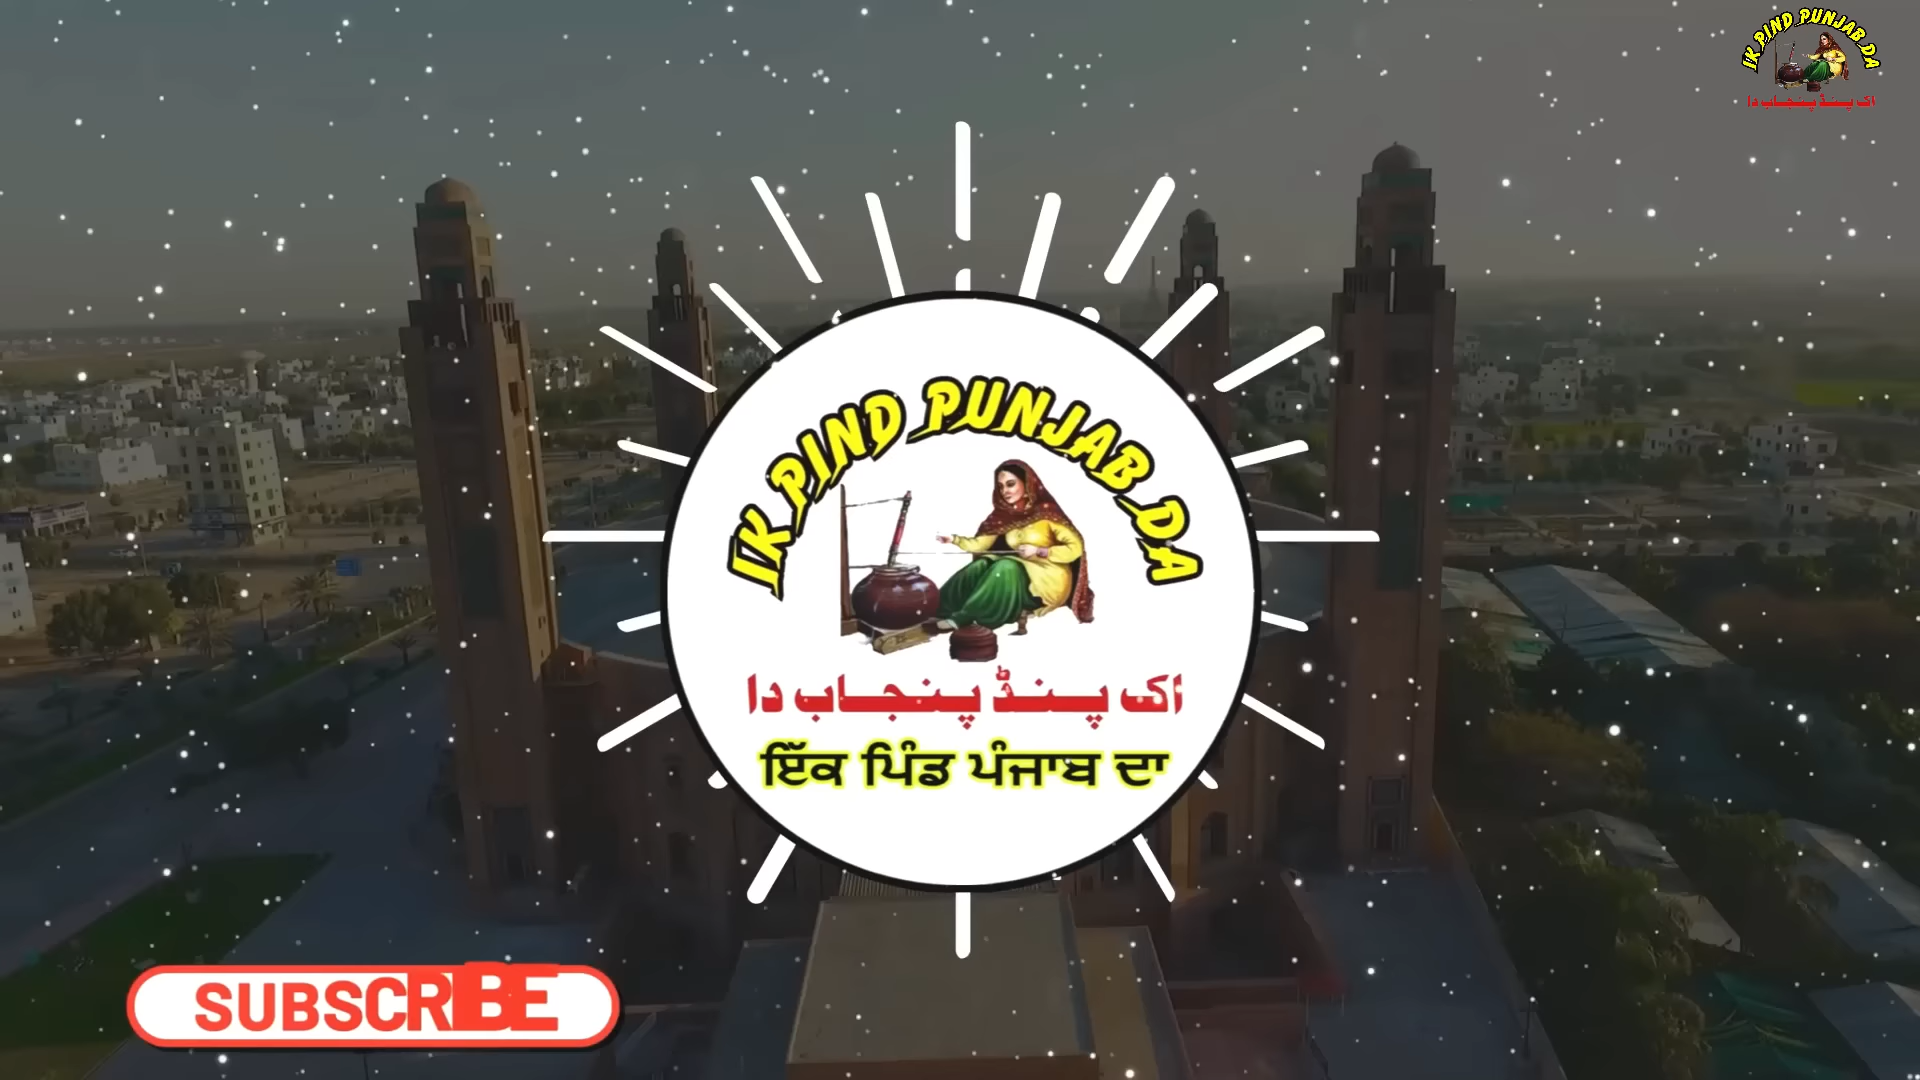 IK PIND PUNJAB DA
اک پنڈ پنجاب دا
IK PIND PUNJAB DA
اک پنڈ پنجاب دا
ਇੱਕ ਪਿੰਡ ਪੰਜਾਬ ਦਾ
SUBSCRIBE